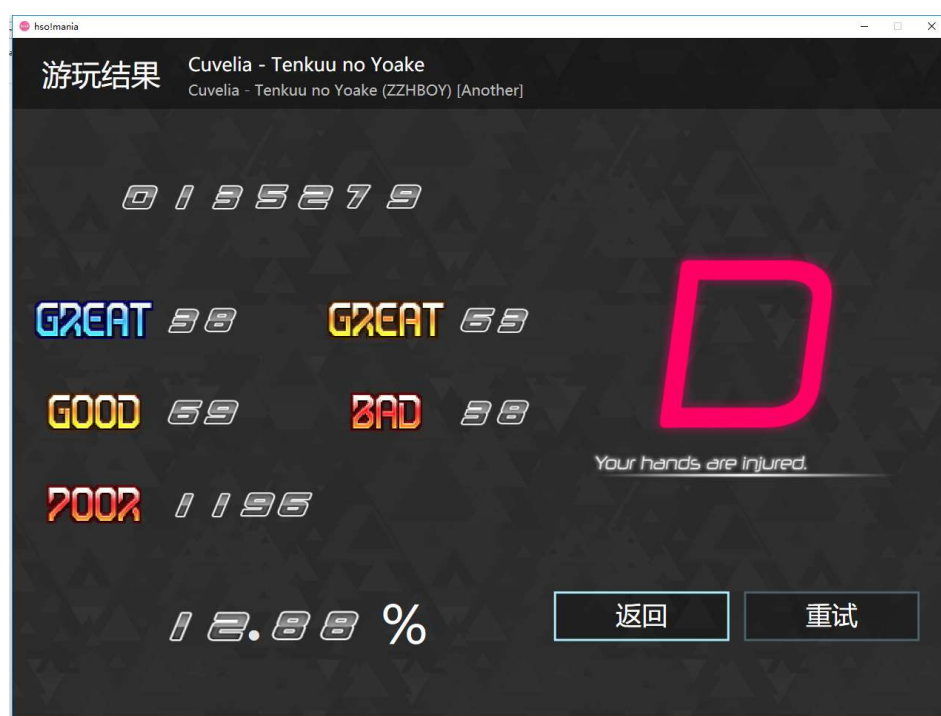 hso!mania
游玩结果
Cuvelia - Tenkuu no Yoake
Cuvelia - Tenkuu no Yoake (ZZHBOY) [Another]
0135279
GREAT 38 GREAT 63
GOOD 69 BAD 38
POOR 1196
12.88 %
D
Your hands are injured.
返回 重试